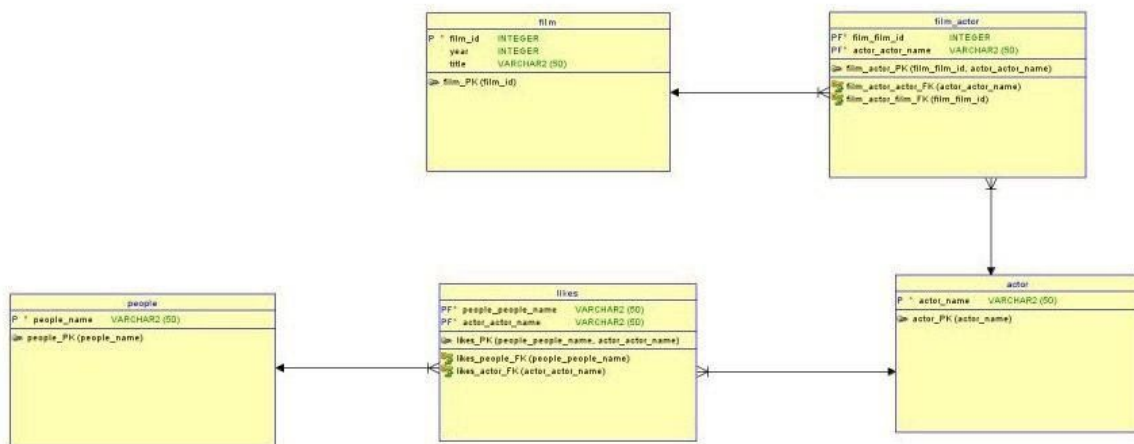 film
P * film_id INTEGER
year INTEGER
title VARCHAR2 (50)
film_PK (film_id)
film_actor
PF* film_film_id INTEGER
PF* actor_actor_name VARCHAR2 (50)
film_actor_PK (film_film_id, actor_actor_name)
film_actor_actor_FK (actor_actor_name)
film_actor_film_FK (film_film_id)
people
P * people_name VARCHAR2 (50)
people_PK (people_name)
likes
PF* people_people_name VARCHAR2 (50)
PF* actor_actor_name VARCHAR2 (50)
likes_PK (people_people_name, actor_actor_name)
likes_people_FK (people_people_name)
likes_actor_FK (actor_actor_name)
actor
P * actor_name VARCHAR2 (50)
actor_PK (actor_name)